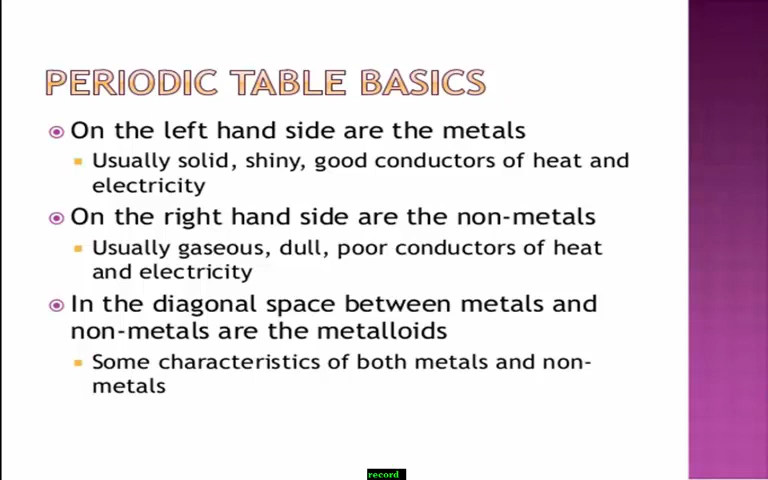 PERIODIC TABLE BASICS
On the left hand side are the metals
Usually solid, shiny, good conductors of heat and
electricity
On the right hand side are the non-metals
Usually gaseous, dull, poor conductors of heat
and electricity
In the diagonal space between metals and
non-metals are the metalloids
Some characteristics of both metals and non-
metals
record